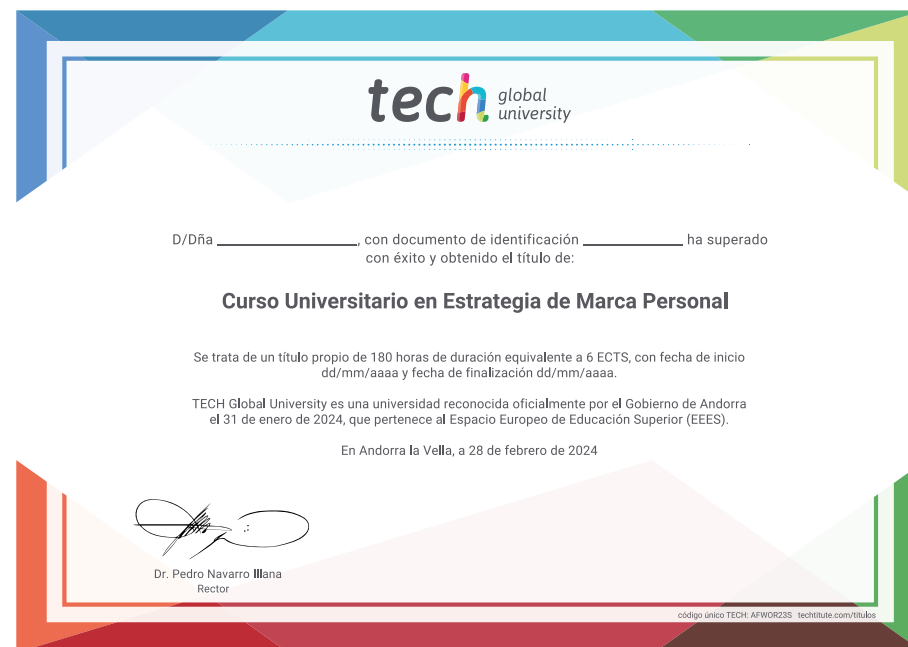 tech global university
D/Dña ________________, con documento de identificación ____________ ha superado
con éxito y obtenido el título de:
Curso Universitario en Estrategia de Marca Personal
Se trata de un título propio de 180 horas de duración equivalente a 6 ECTS, con fecha de inicio
dd/mm/aaaa y fecha de finalización dd/mm/aaaa.
TECH Global University es una universidad reconocida oficialmente por el Gobierno de Andorra
el 31 de enero de 2024, que pertenece al Espacio Europeo de Educación Superior (EEES).
En Andorra la Vella, a 28 de febrero de 2024
Dr. Pedro Navarro Illana
Rector
código único TECH: AFWOR23S techtitute.com/titulos